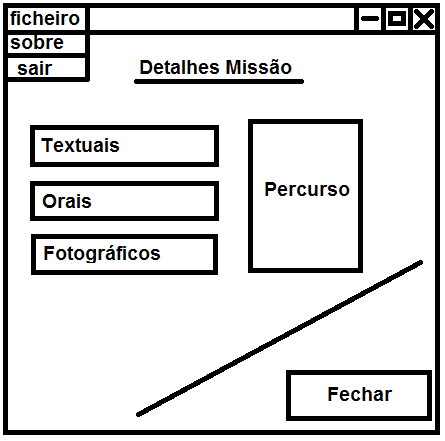 ficheiro
sobre
sair
Detalhes Missão
Textuais
Orais
Fotográficos
Percurso
Fechar